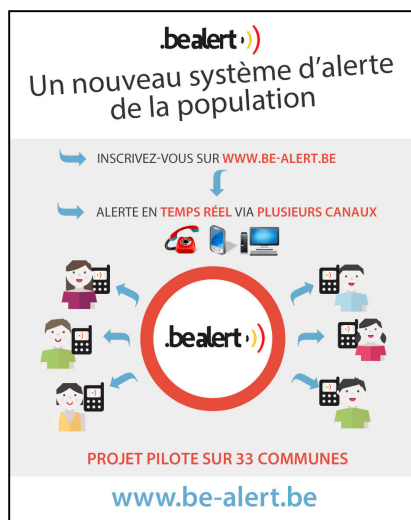 .bealert
Un nouveau système d'alerte
de la population
INSCRIVEZ-VOUS SUR WWW.BE-ALERT.BE
ALERTE EN TEMPS RÉEL VIA PLUSIEURS CANAUX
.bealert
PROJET PILOTE SUR 33 COMMUNES
www.be-alert.be